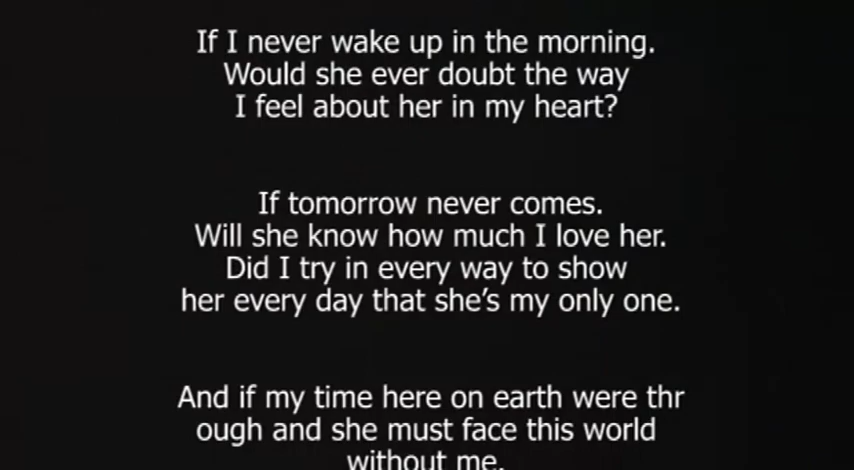 If I never wake up in the morning.
Would she ever doubt the way
I feel about her in my heart?
If tomorrow never comes.
Will she know how much I love her.
Did I try in every way to show
her every day that she's my only one.
And if my time here on earth were thr
ough and she must face this world
without me.